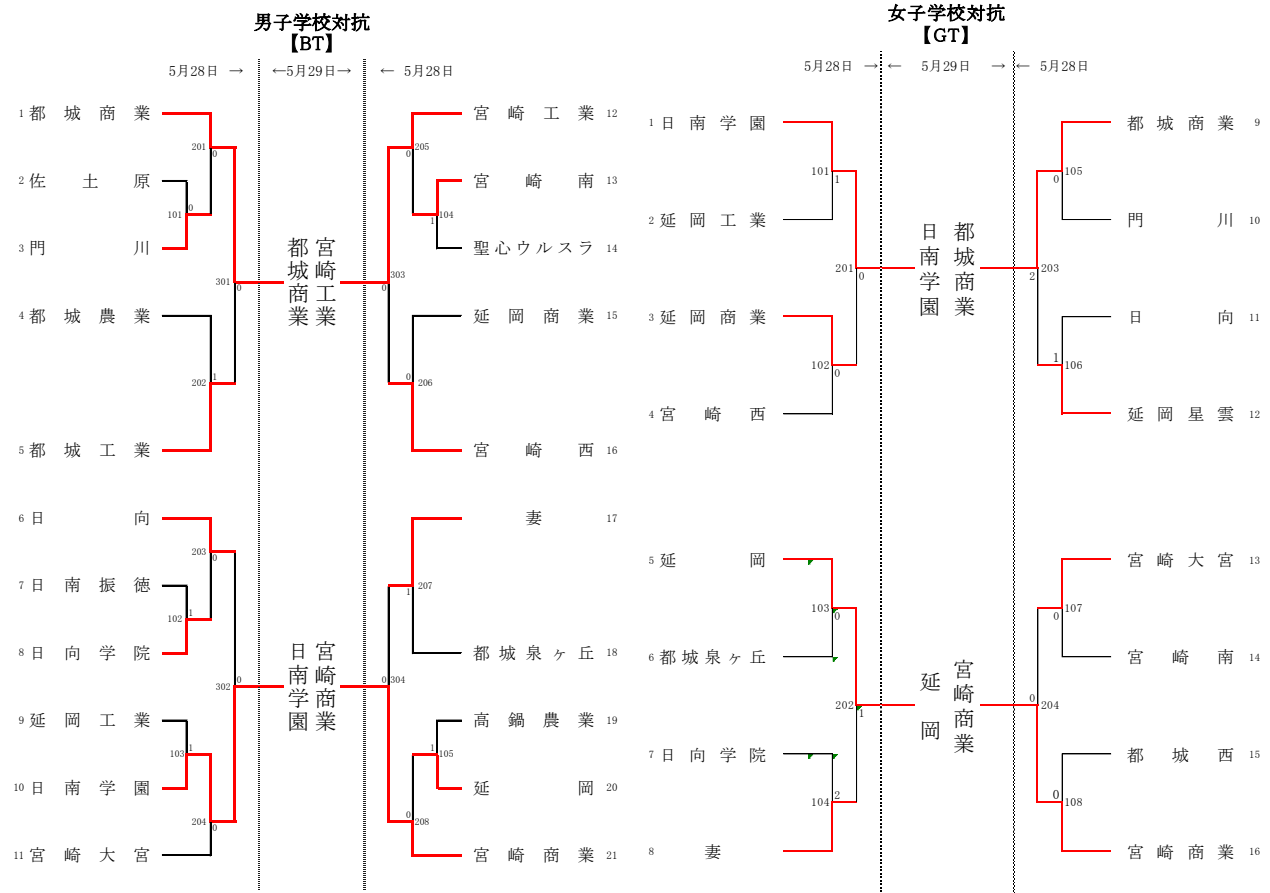 男子学校対抗
【BT】
5月28日 → ←5月29日→ ← 5月28日
1 都城商業
201
0
2 佐土原
101
0
3 門川
301
0
4 都城農業
202
1
5 都城工業
6 日向
203
0
7 日南振徳
102
1
8 日向学院
302
0
9 延岡工業
103
1
10 日南学園
204
0
11 宮崎大宮
都城商業
宮崎工業
日南学園
宮崎商業
宮崎工業 12
205
0
宮崎南 13
104
1
聖心ウルスラ 14
303
0
延岡商業 15
206
0
宮崎西 16
妻 17
207
1
都城泉ヶ丘 18
304
0
高鍋農業 19
105
1
延岡 20
208
0
宮崎商業 21
女子学校対抗
【GT】
5月28日 → ← 5月29日 → ← 5月28日
1 日南学園
101
1
2 延岡工業
201
0
3 延岡商業
102
0
4 宮崎西
5 延岡
103
0
6 都城泉ヶ丘
202
1
7 日向学院
104
2
8 妻
日南学園
都城商業
延岡
宮崎商業
都城商業 9
105
0
門川 10
203
2
日向 11
106
1
延岡星雲 12
宮崎大宮 13
107
0
宮崎南 14
204
0
都城西 15
108
0
宮崎商業 16